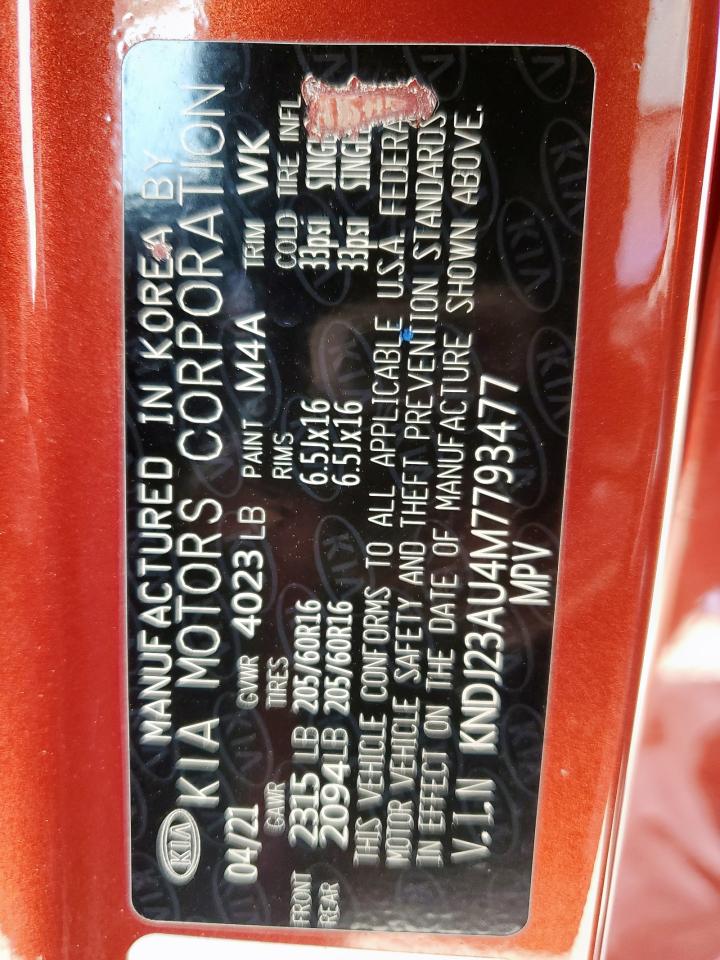 MANUFACTURED IN KOREA BY
KIA KIA MOTORS CORPORATION
04/21 GVWR 4023 LB PAINT M4A TRIM WK
GAWR TIRES RIMS COLD TIRE INFL
FRONT 2315 LB 205/60R16 6.5Jx16 33psi
REAR 2094 LB 205/60R16 6.5Jx16 33psi
THIS VEHICLE CONFORMS TO ALL APPLICABLE U.S.A.
MOTOR VEHICLE SAFETY AND THEFT PREVENTION STANDARDS
IN EFFECT ON THE DATE OF MANUFACTURE SHOWN ABOVE.
V.I.N KNDJ23AU4M7793477
MPV